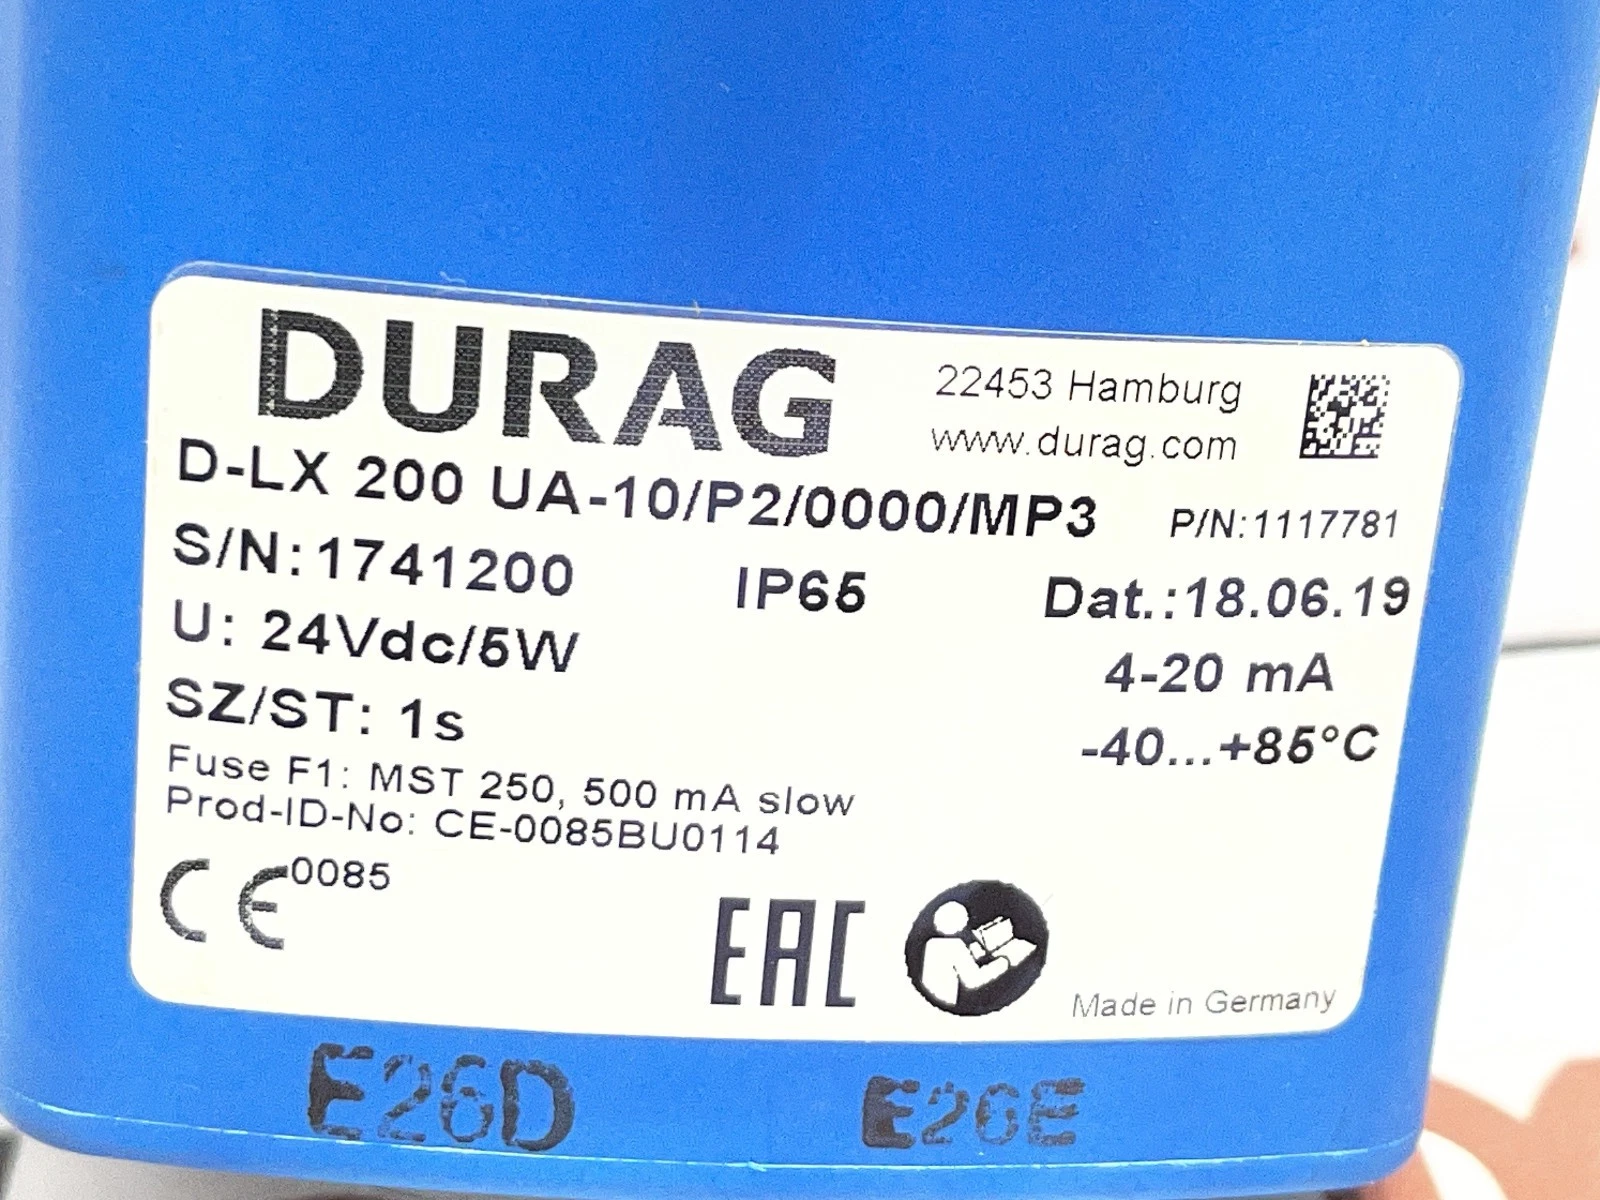 DURAG
22453 Hamburg
www.durag.com
D-LX 200 UA-10/P2/0000/MP3 P/N:1117781
S/N:1741200 IP65 Dat.:18.06.19
U: 24Vdc/5W 4-20 mA
SZ/ST: 1s -40...+85°C
Fuse F1: MST 250, 500 mA slow
Prod-ID-No: CE-0085BU0114
CE 0085
EAC
Made in Germany
E26D E26E